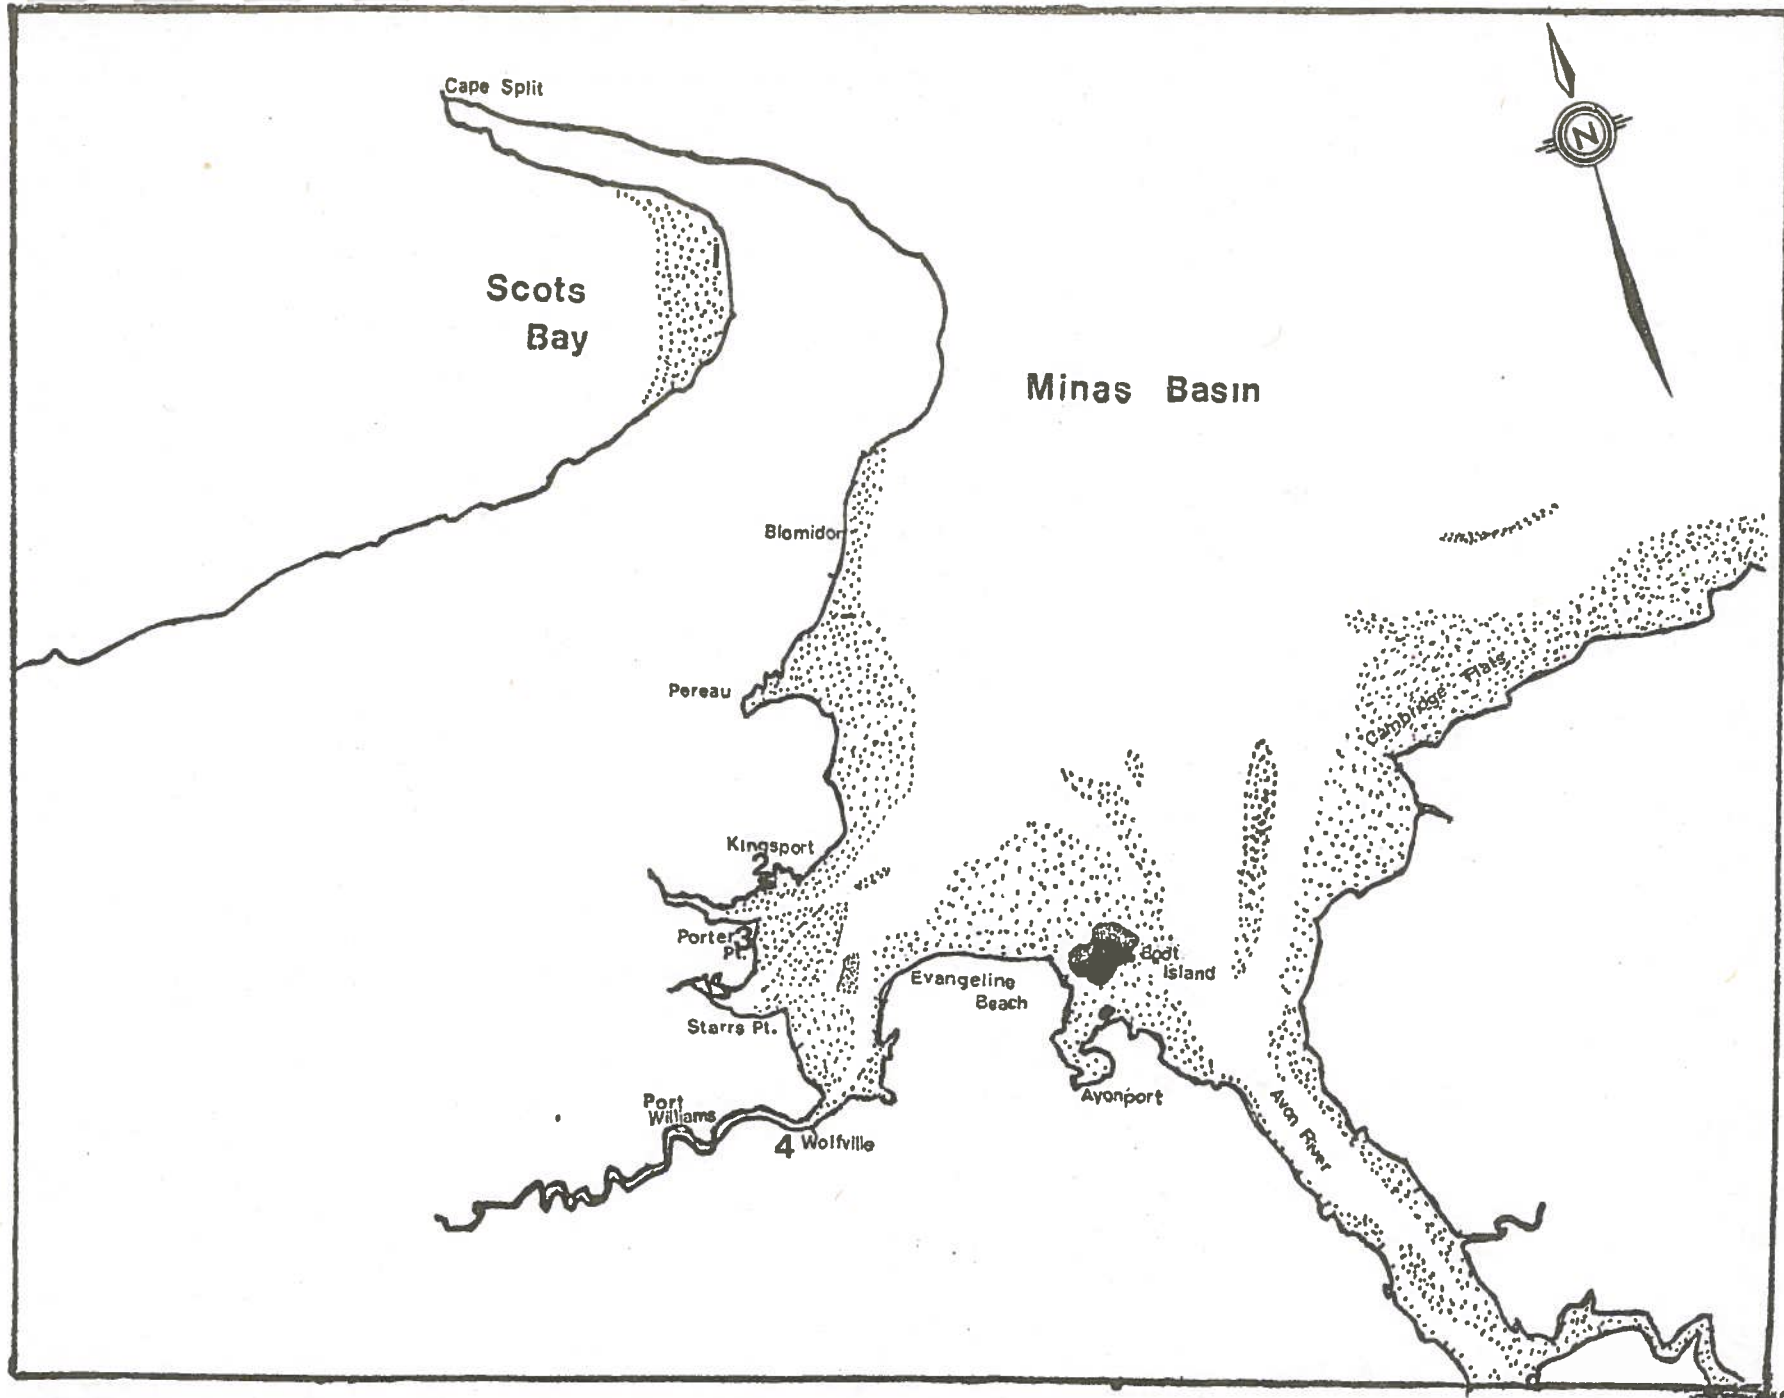 Cape Split
N
1
Scots
Bay
Minas Basin
Blomidon
Pereau
Cambridge Flats
Kingsport
2
Porter
Pt.
3
Boot
Island
Evangeline
Beach
Starrs Pt.
Avonport
Avon River
Port
Williams
4 Wolfville